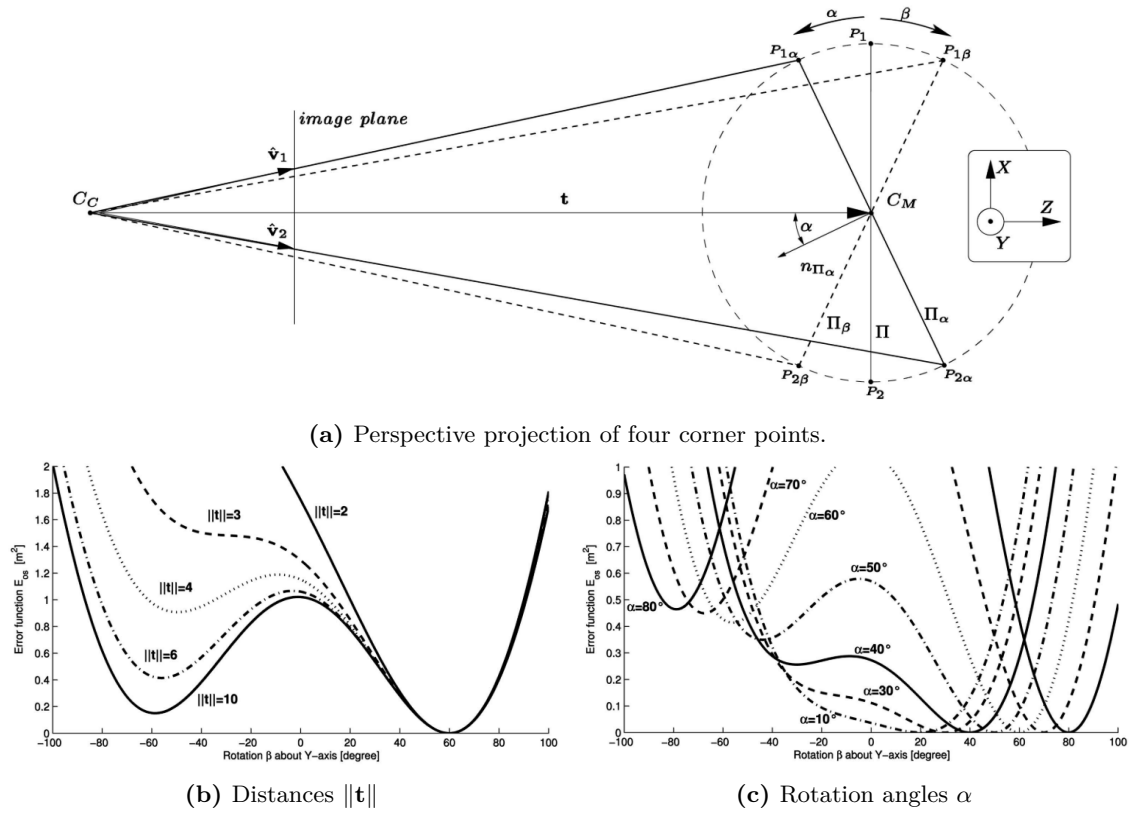 α β
P1α P1 P1β
image plane
v̂1
X
CC t CM Z
α
v̂2 Y
nΠα
Πβ Π Πα
P2β P2 P2α
(a) Perspective projection of four corner points.
Error function Eos [m²]
2
1.8
1.6
1.4
1.2
1
0.8
0.6
0.4
0.2
0
||t||=2
||t||=3
||t||=4
||t||=6
||t||=10
−100 −80 −60 −40 −20 0 20 40 60 80 100
Rotation β about Y−axis [degree]
(b) Distances ‖t‖
Error function Eos [m²]
1
0.9
0.8
0.7
0.6
0.5
0.4
0.3
0.2
0.1
0
α=70°
α=60°
α=50°
α=80°
α=40°
α=30°
α=10°
−100 −80 −60 −40 −20 0 20 40 60 80 100
Rotation β about Y−axis [degree]
(c) Rotation angles α